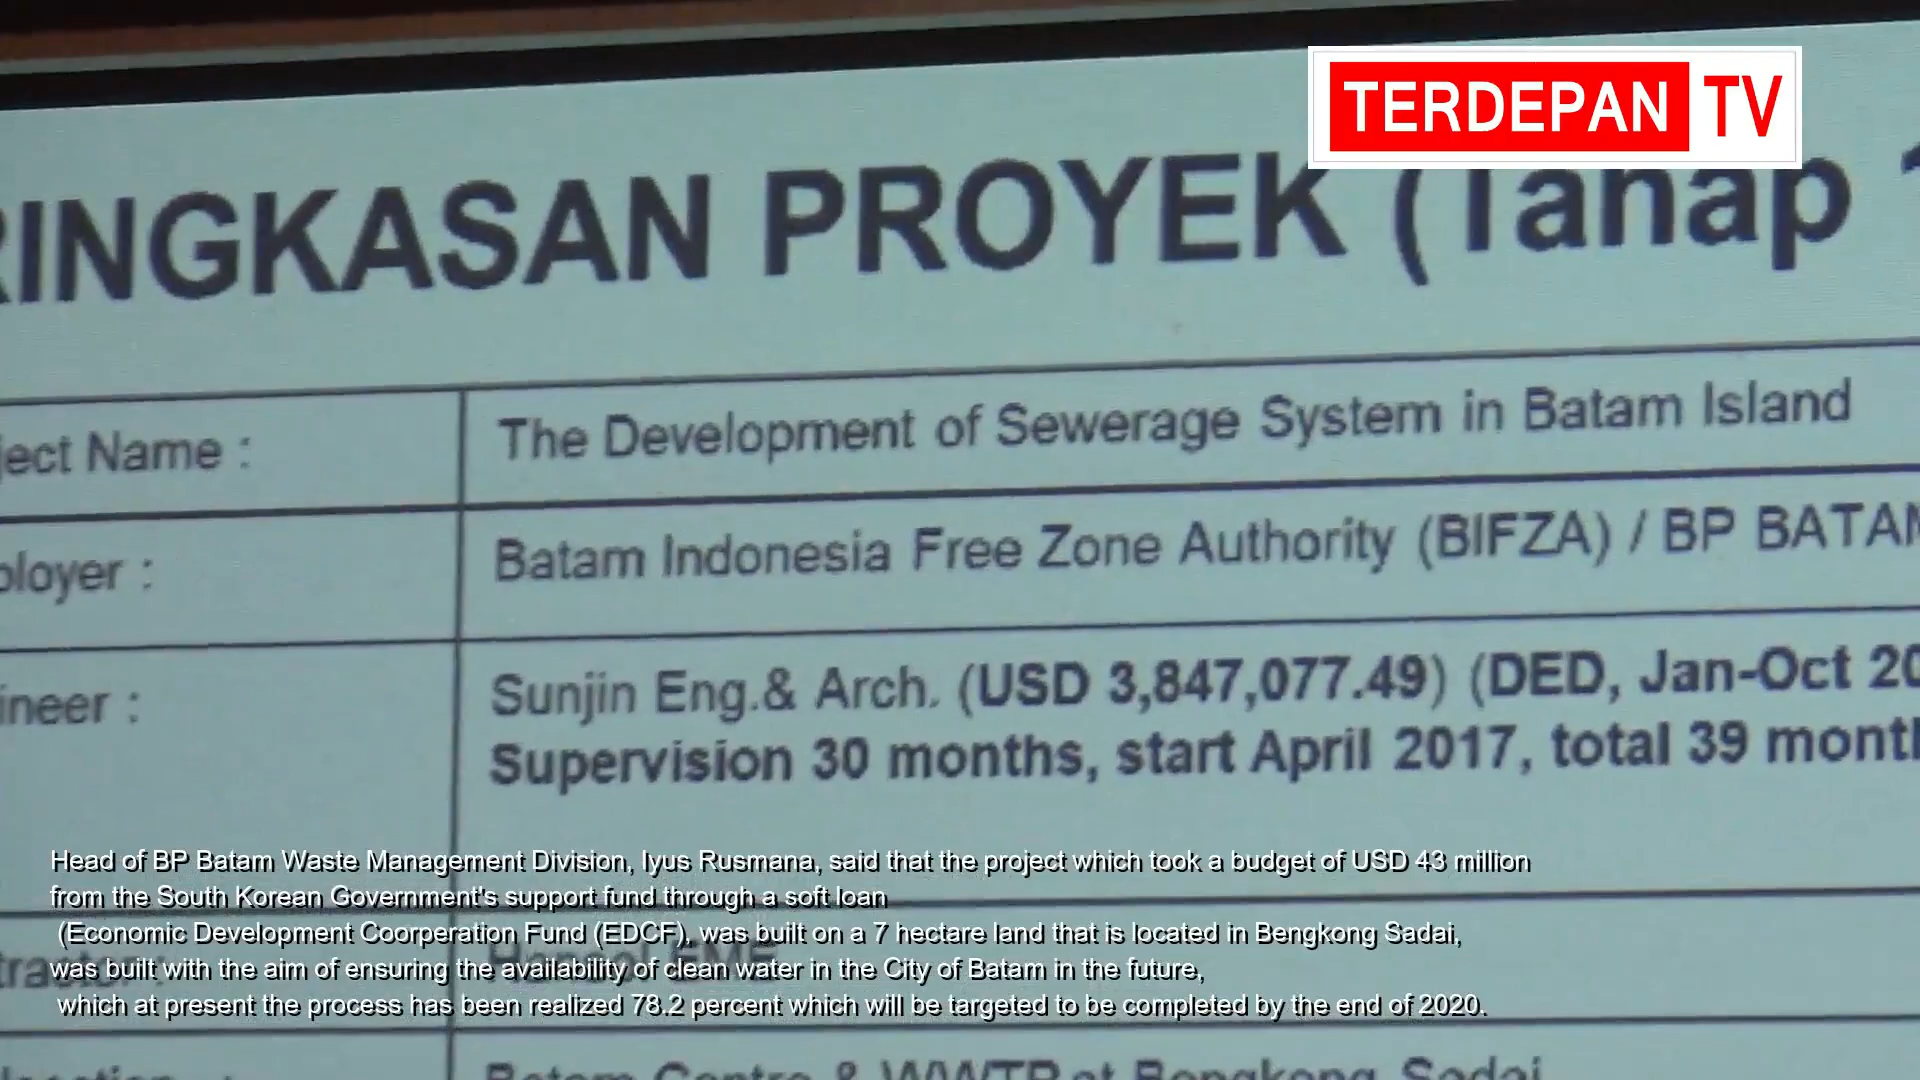 TERDEPAN TV
RINGKASAN PROYEK (Tahap
ject Name :
The Development of Sewerage System in Batam Island
ployer :
Batam Indonesia Free Zone Authority (BIFZA) / BP BATAM
ineer :
Sunjin Eng.& Arch. (USD 3,847,077.49) (DED, Jan-Oct 20
Supervision 30 months, start April 2017, total 39 month
Head of BP Batam Waste Management Division, Iyus Rusmana, said that the project which took a budget of USD 43 million
from the South Korean Government's support fund through a soft loan
(Economic Development Coorperation Fund (EDCF), was built on a 7 hectare land that is located in Bengkong Sadai,
tractor :
Hansol EME
was built with the aim of ensuring the availability of clean water in the City of Batam in the future,
which at present the process has been realized 78.2 percent which will be targeted to be completed by the end of 2020.
Batam Centre & WWTP at Bengkong Sadai